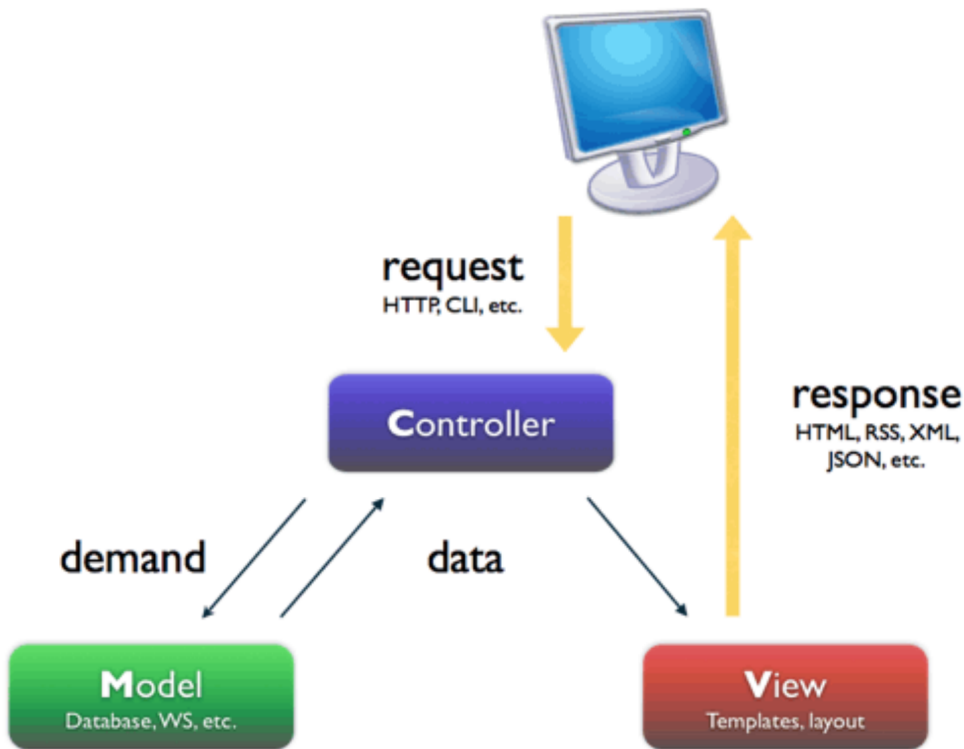 request
HTTP, CLI, etc.
Controller
response
HTML, RSS, XML,
JSON, etc.
demand
data
Model
Database, WS, etc.
View
Templates, layout